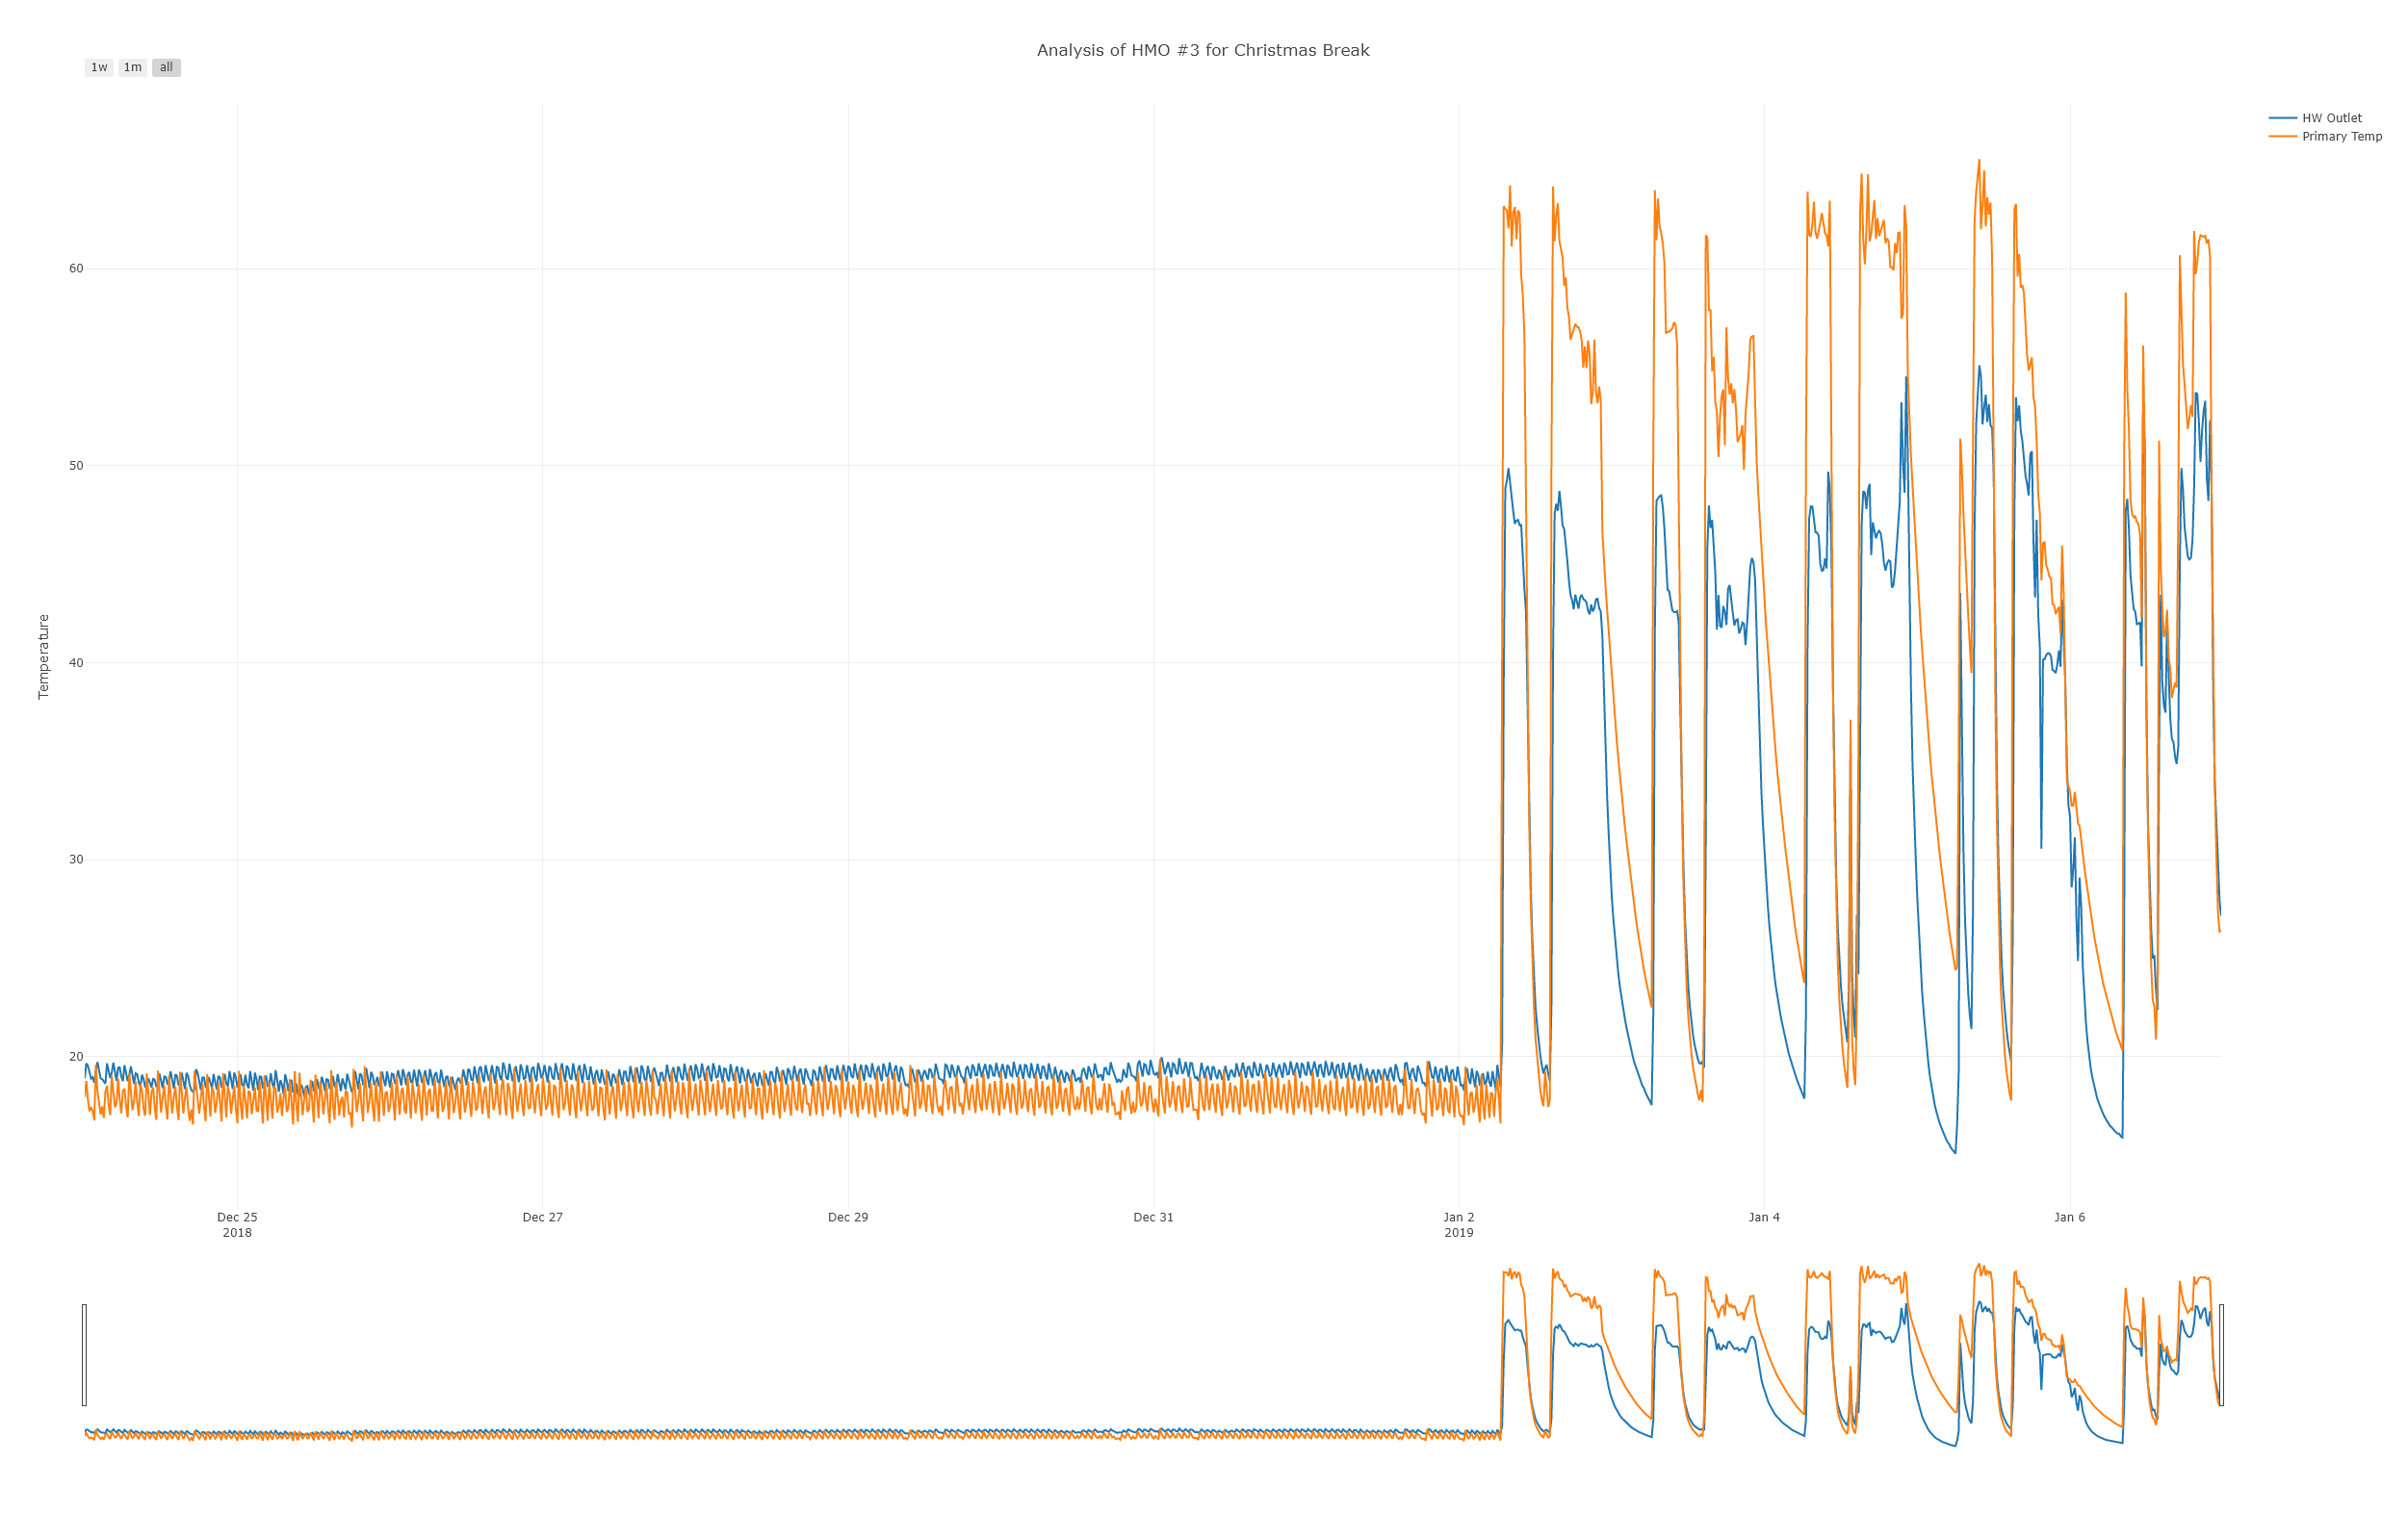 Analysis of HMO #3 for Christmas Break
1w
1m
all
HW Outlet
Primary Temp
60
50
40
30
20
Temperature
Dec 25
2018
Dec 27
Dec 29
Dec 31
Jan 2
2019
Jan 4
Jan 6